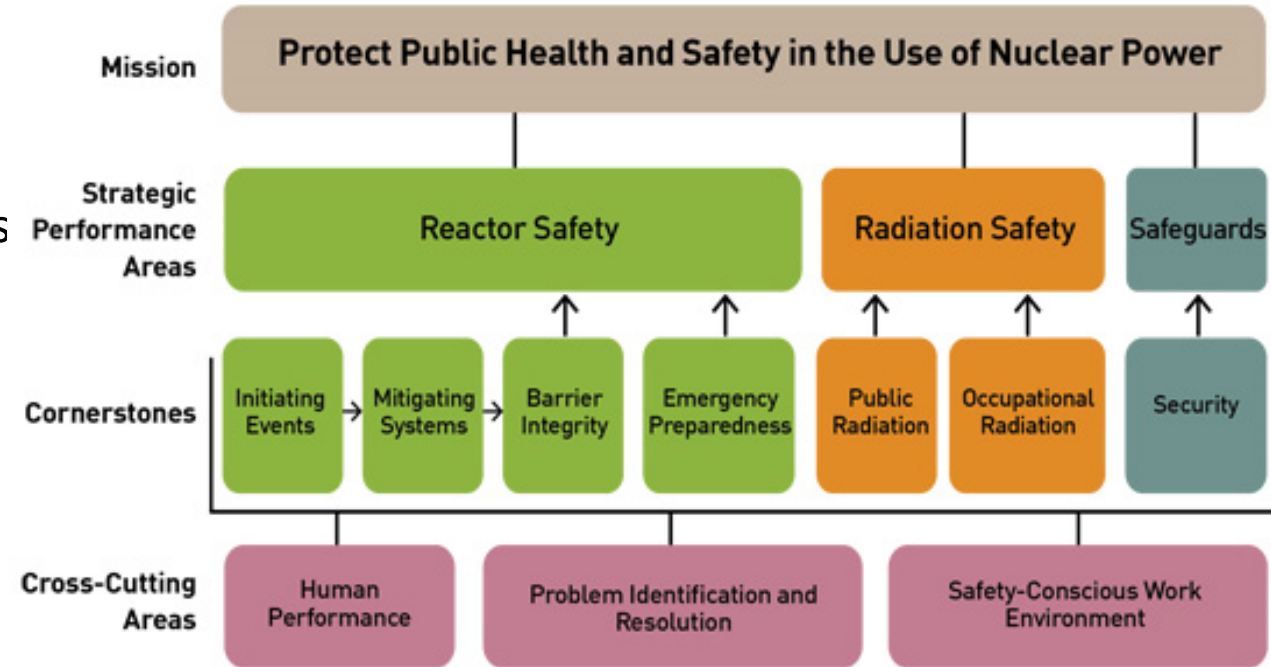 Mission
Protect Public Health and Safety in the Use of Nuclear Power
Strategic
Performance
Areas
s
Reactor Safety
Radiation Safety
Safeguards
Cornerstones
Initiating
Events
Mitigating
Systems
Barrier
Integrity
Emergency
Preparedness
Public
Radiation
Occupational
Radiation
Security
Cross-Cutting
Areas
Human
Performance
Problem Identification and
Resolution
Safety-Conscious Work
Environment